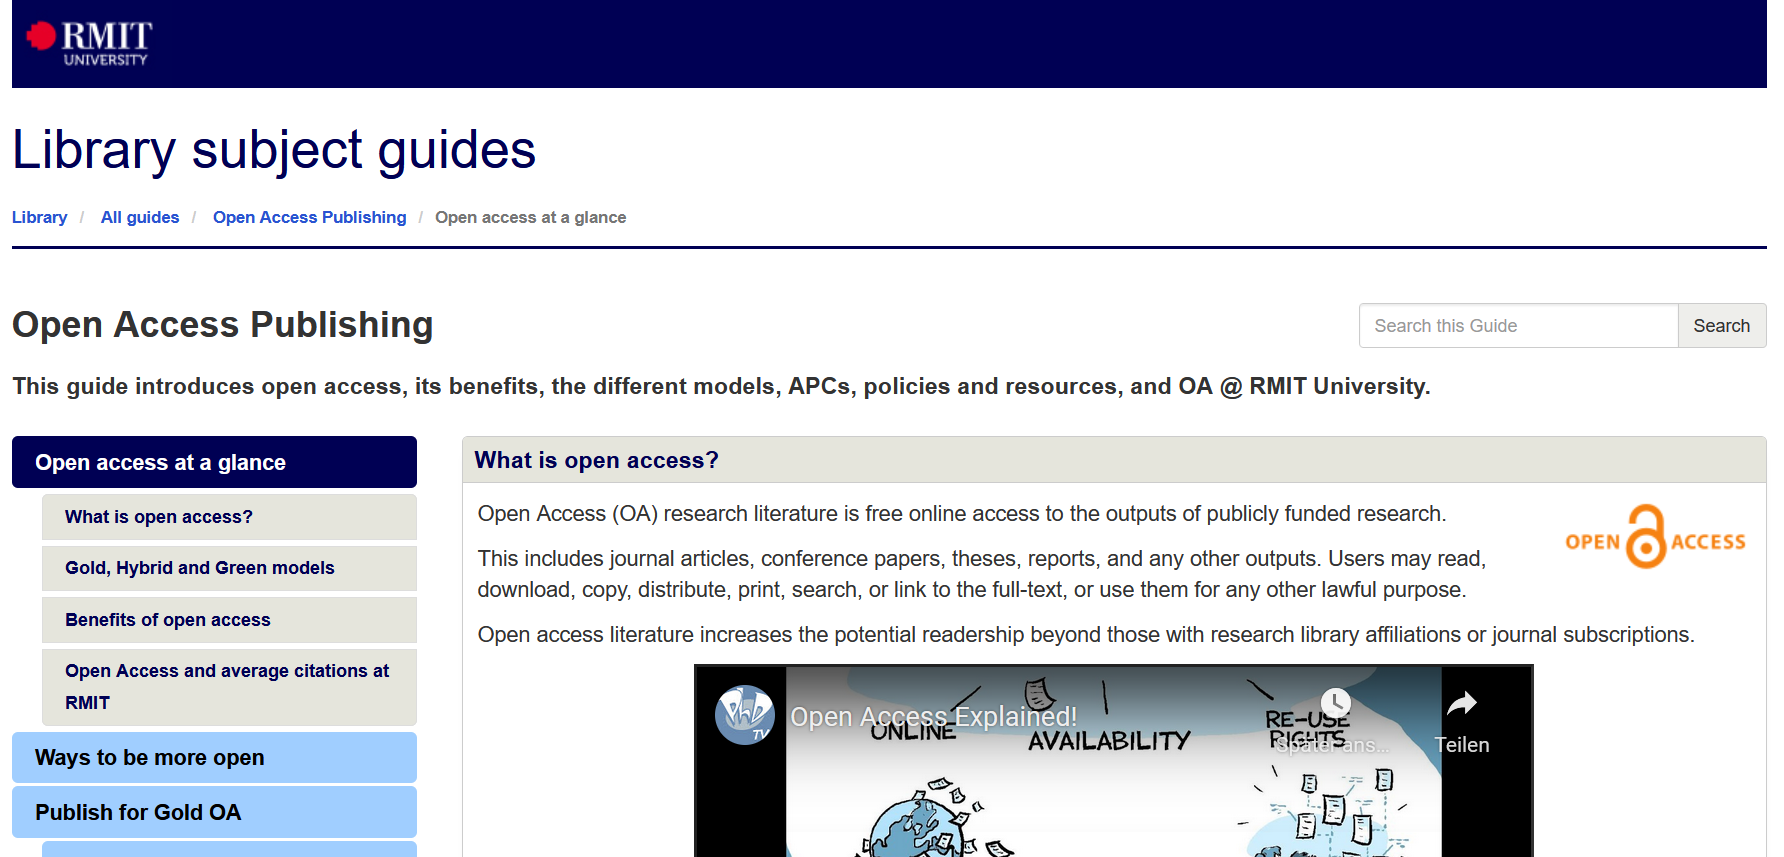 RMIT
UNIVERSITY
Library subject guides
Library / All guides / Open Access Publishing / Open access at a glance
Open Access Publishing
Search this Guide
Search
This guide introduces open access, its benefits, the different models, APCs, policies and resources, and OA @ RMIT University.
Open access at a glance
What is open access?
Gold, Hybrid and Green models
Benefits of open access
Open Access and average citations at
RMIT
Ways to be more open
Publish for Gold OA
What is open access?
Open Access (OA) research literature is free online access to the outputs of publicly funded research.
This includes journal articles, conference papers, theses, reports, and any other outputs. Users may read,
download, copy, distribute, print, search, or link to the full-text, or use them for any other lawful purpose.
OPEN ACCESS
Open access literature increases the potential readership beyond those with research library affiliations or journal subscriptions.
PhD
TV
Open Access Explained!
ONLINE
AVAILABILITY
RE-USE
RIGHTS
Später ans...
Teilen